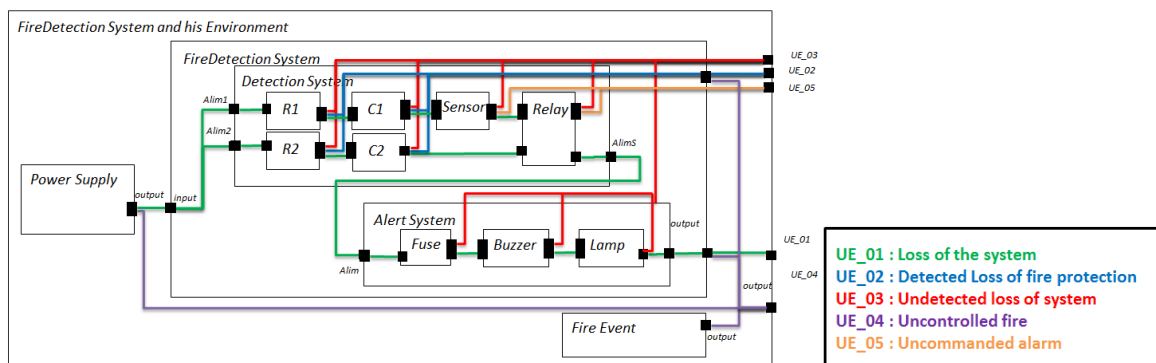 FireDetection System and his Environment
FireDetection System
Detection System
Alim1
Alim2
R1
C1
Sensor
Relay
R2
C2
AlimS
UE_03
UE_02
UE_05
Power Supply
output
input
Alert System
output
Fuse
Buzzer
Lamp
Alim
UE_01
UE_04
output
Fire Event
output
UE_01 : Loss of the system
UE_02 : Detected Loss of fire protection
UE_03 : Undetected loss of system
UE_04 : Uncontrolled fire
UE_05 : Uncommanded alarm